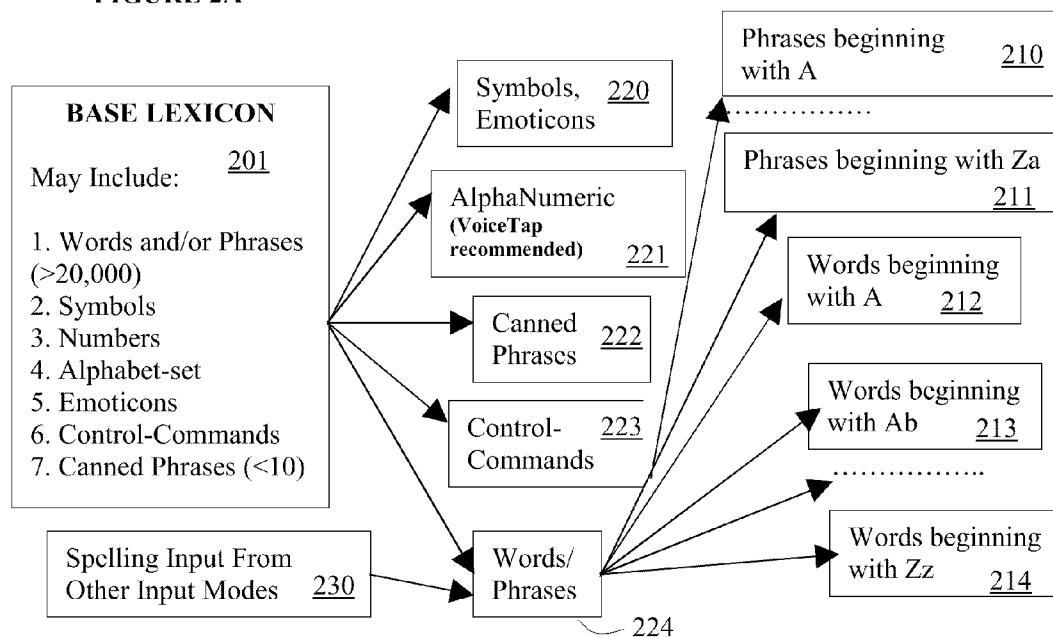 FIGURE 2A
BASE LEXICON
201
May Include:
1. Words and/or Phrases
(>20,000)
2. Symbols
3. Numbers
4. Alphabet-set
5. Emoticons
6. Control-Commands
7. Canned Phrases (<10)
Spelling Input From
Other Input Modes 230
Symbols, 220
Emoticons
AlphaNumeric
(VoiceTap
recommended) 221
Canned 222
Phrases
Control- 223
Commands
Words/
Phrases
224
Phrases beginning 210
with A
................
Phrases beginning with Za
211
Words beginning
with A 212
Words beginning
with Ab 213
................
Words beginning
with Zz 214